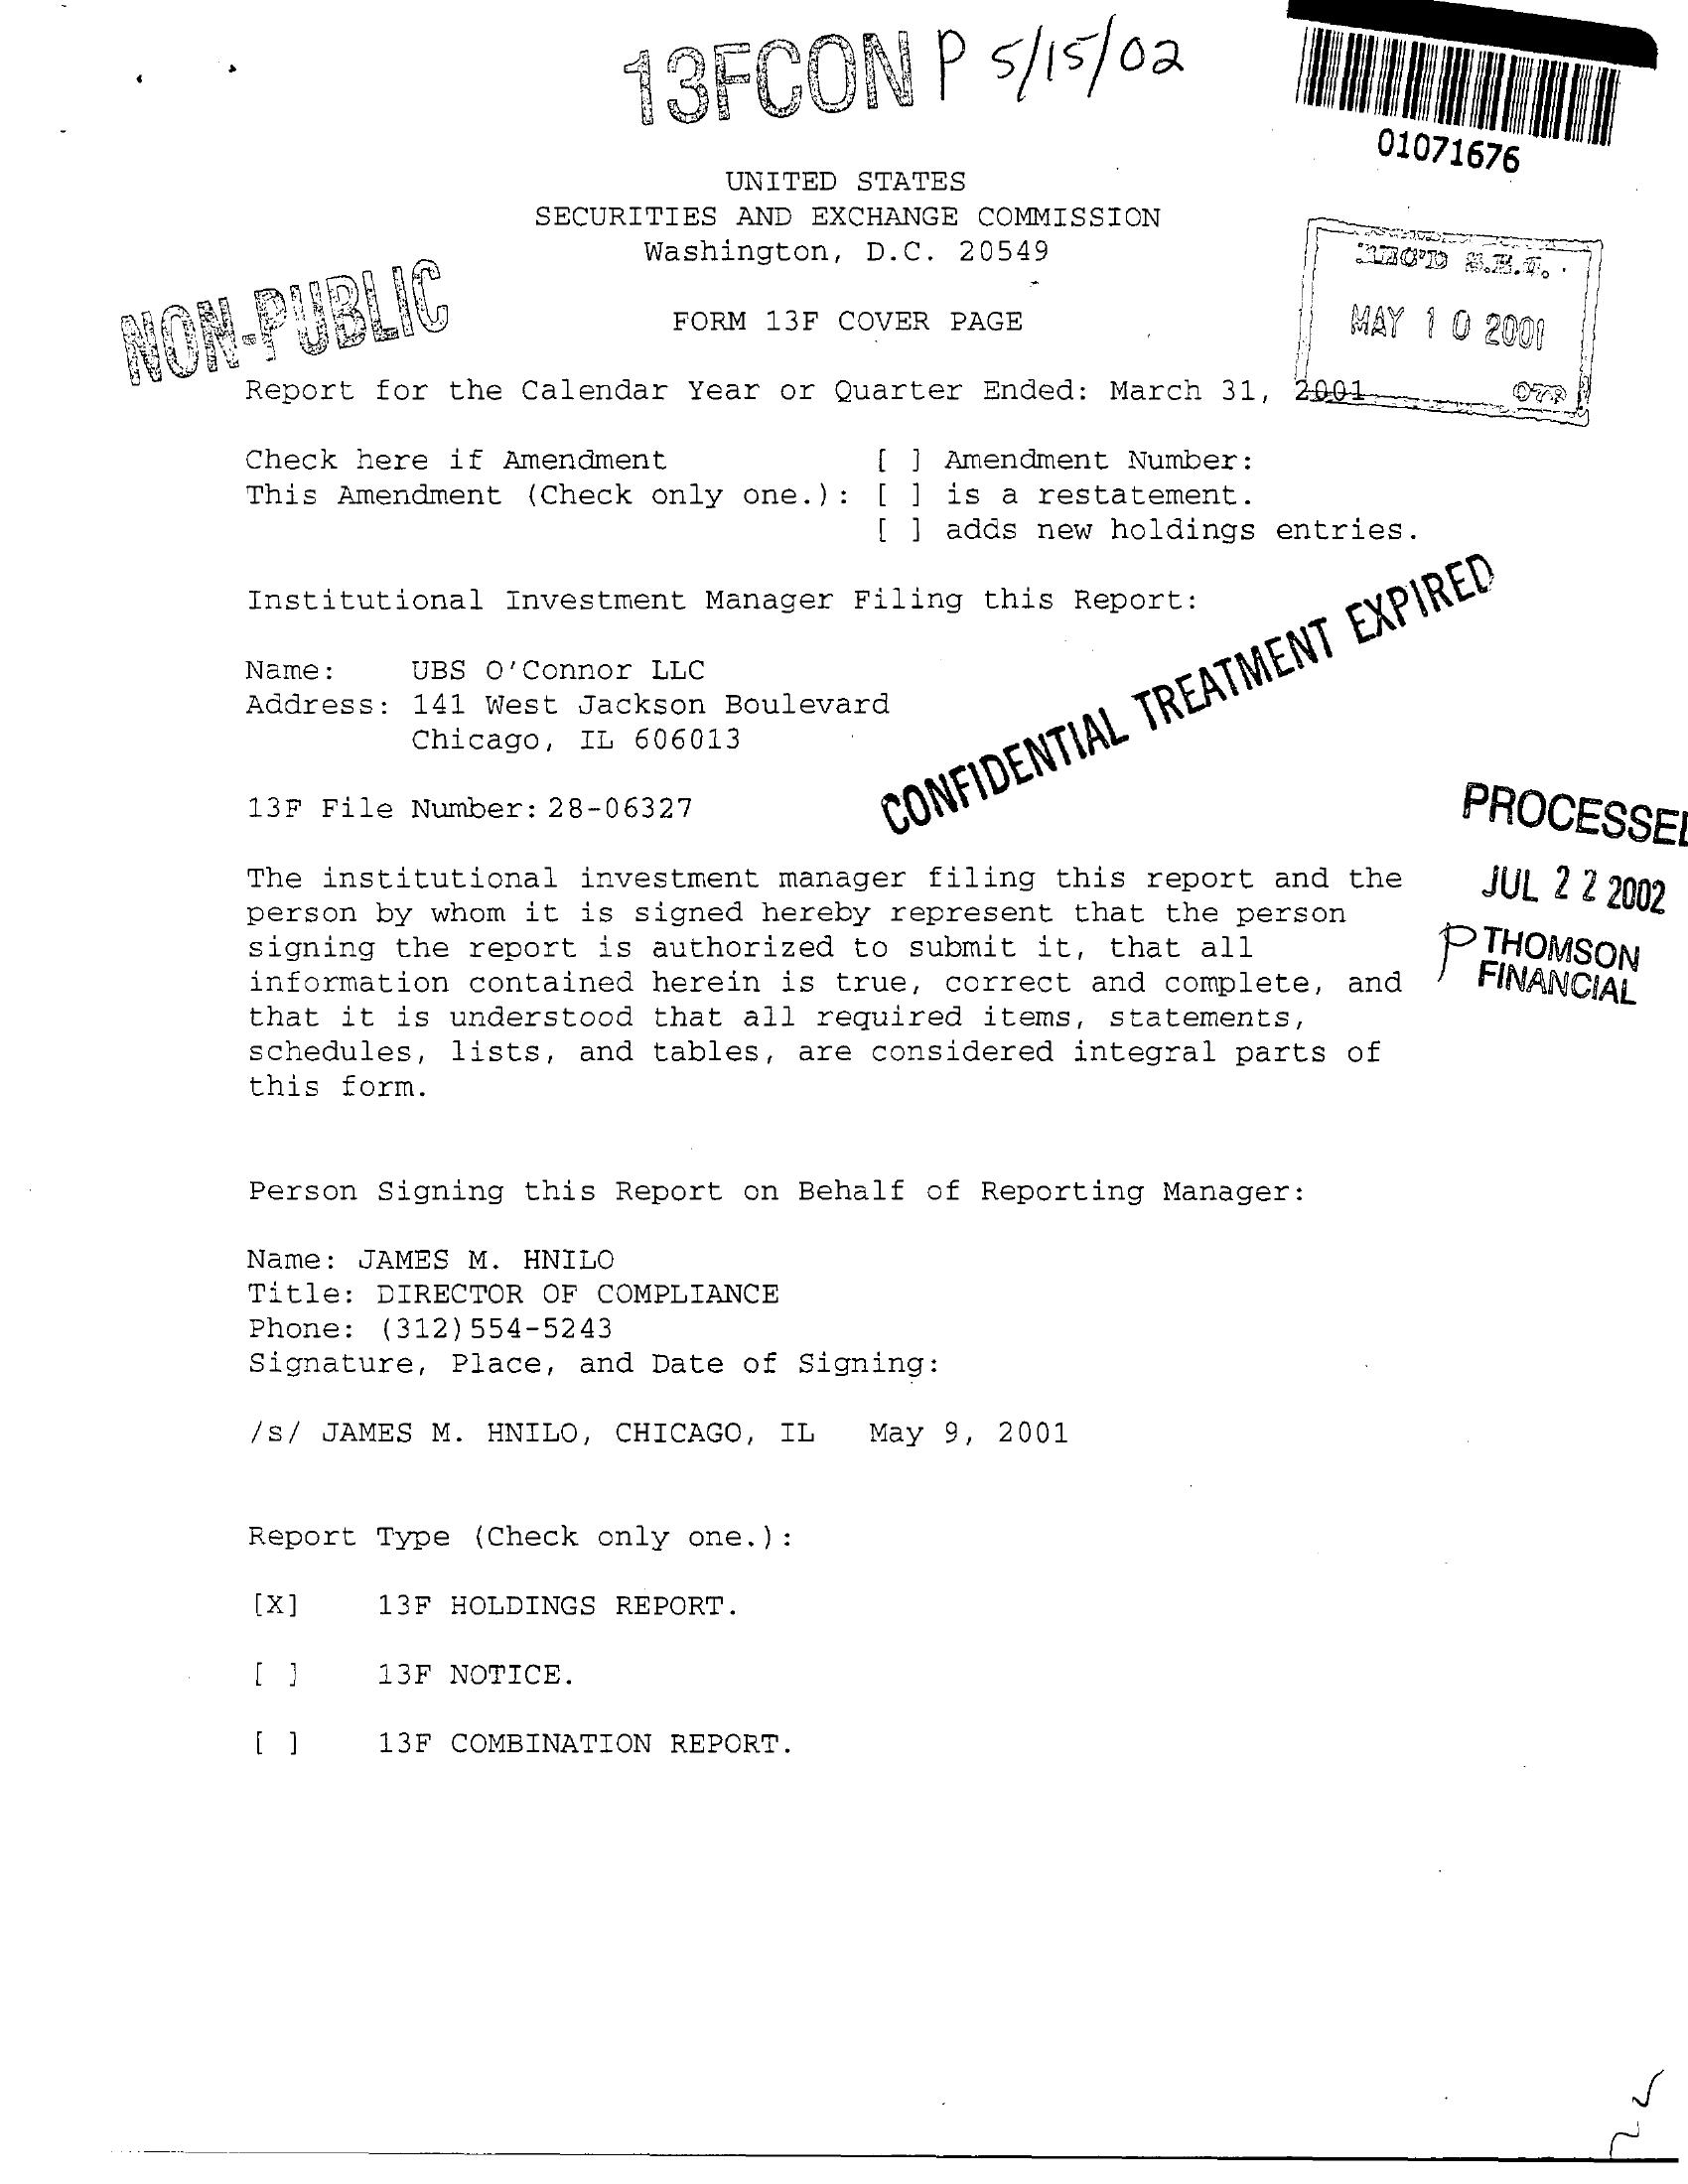 13FCON P 5/15/02
01071676
UNITED STATES
SECURITIES AND EXCHANGE COMMISSION
Washington, D.C. 20549
REC'D S.E.C.
MAY 10 2001
NON-PUBLIC
FORM 13F COVER PAGE
Report for the Calendar Year or Quarter Ended: March 31, 2001
Check here if Amendment [ ] Amendment Number:
This Amendment (Check only one.): [ ] is a restatement.
[ ] adds new holdings entries.
Institutional Investment Manager Filing this Report:
CONFIDENTIAL TREATMENT EXPIRED
Name: UBS O'Connor LLC
Address: 141 West Jackson Boulevard
Chicago, IL 606013
13F File Number: 28-06327
PROCESSED
JUL 22 2002
P THOMSON
FINANCIAL
The institutional investment manager filing this report and the
person by whom it is signed hereby represent that the person
signing the report is authorized to submit it, that all
information contained herein is true, correct and complete, and
that it is understood that all required items, statements,
schedules, lists, and tables, are considered integral parts of
this form.
Person Signing this Report on Behalf of Reporting Manager:
Name: JAMES M. HNILO
Title: DIRECTOR OF COMPLIANCE
Phone: (312)554-5243
Signature, Place, and Date of Signing:
/s/ JAMES M. HNILO, CHICAGO, IL May 9, 2001
Report Type (Check only one.):
[X] 13F HOLDINGS REPORT.
[ ] 13F NOTICE.
[ ] 13F COMBINATION REPORT.